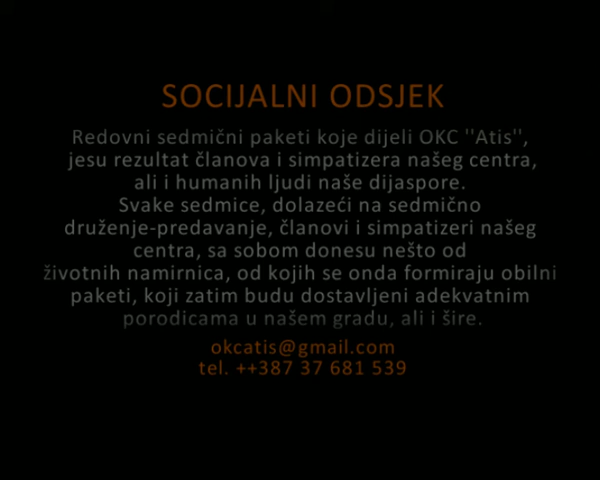 SOCIJALNI ODSJEK
Redovni sedmični paketi koje dijeli OKC ''Atis'',
jesu rezultat članova i simpatizera našeg centra,
ali i humanih ljudi naše dijaspore.
Svake sedmice, dolazeći na sedmično
druženje-predavanje, članovi i simpatizeri našeg
centra, sa sobom donesu nešto od
životnih namirnica, od kojih se onda formiraju obilni
paketi, koji zatim budu dostavljeni adekvatnim
porodicama u našem gradu, ali i šire.
okcatis@gmail.com
tel. ++387 37 681 539